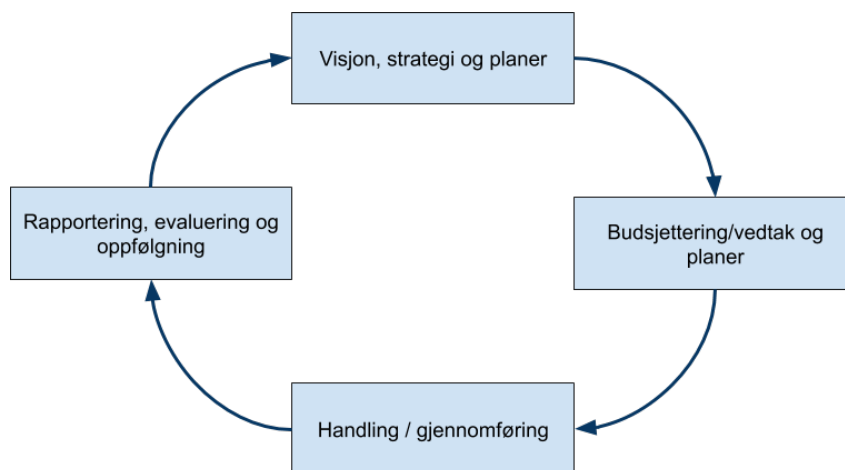 Visjon, strategi og planer
Budsjettering/vedtak og
planer
Handling / gjennomføring
Rapportering, evaluering og
oppfølgning